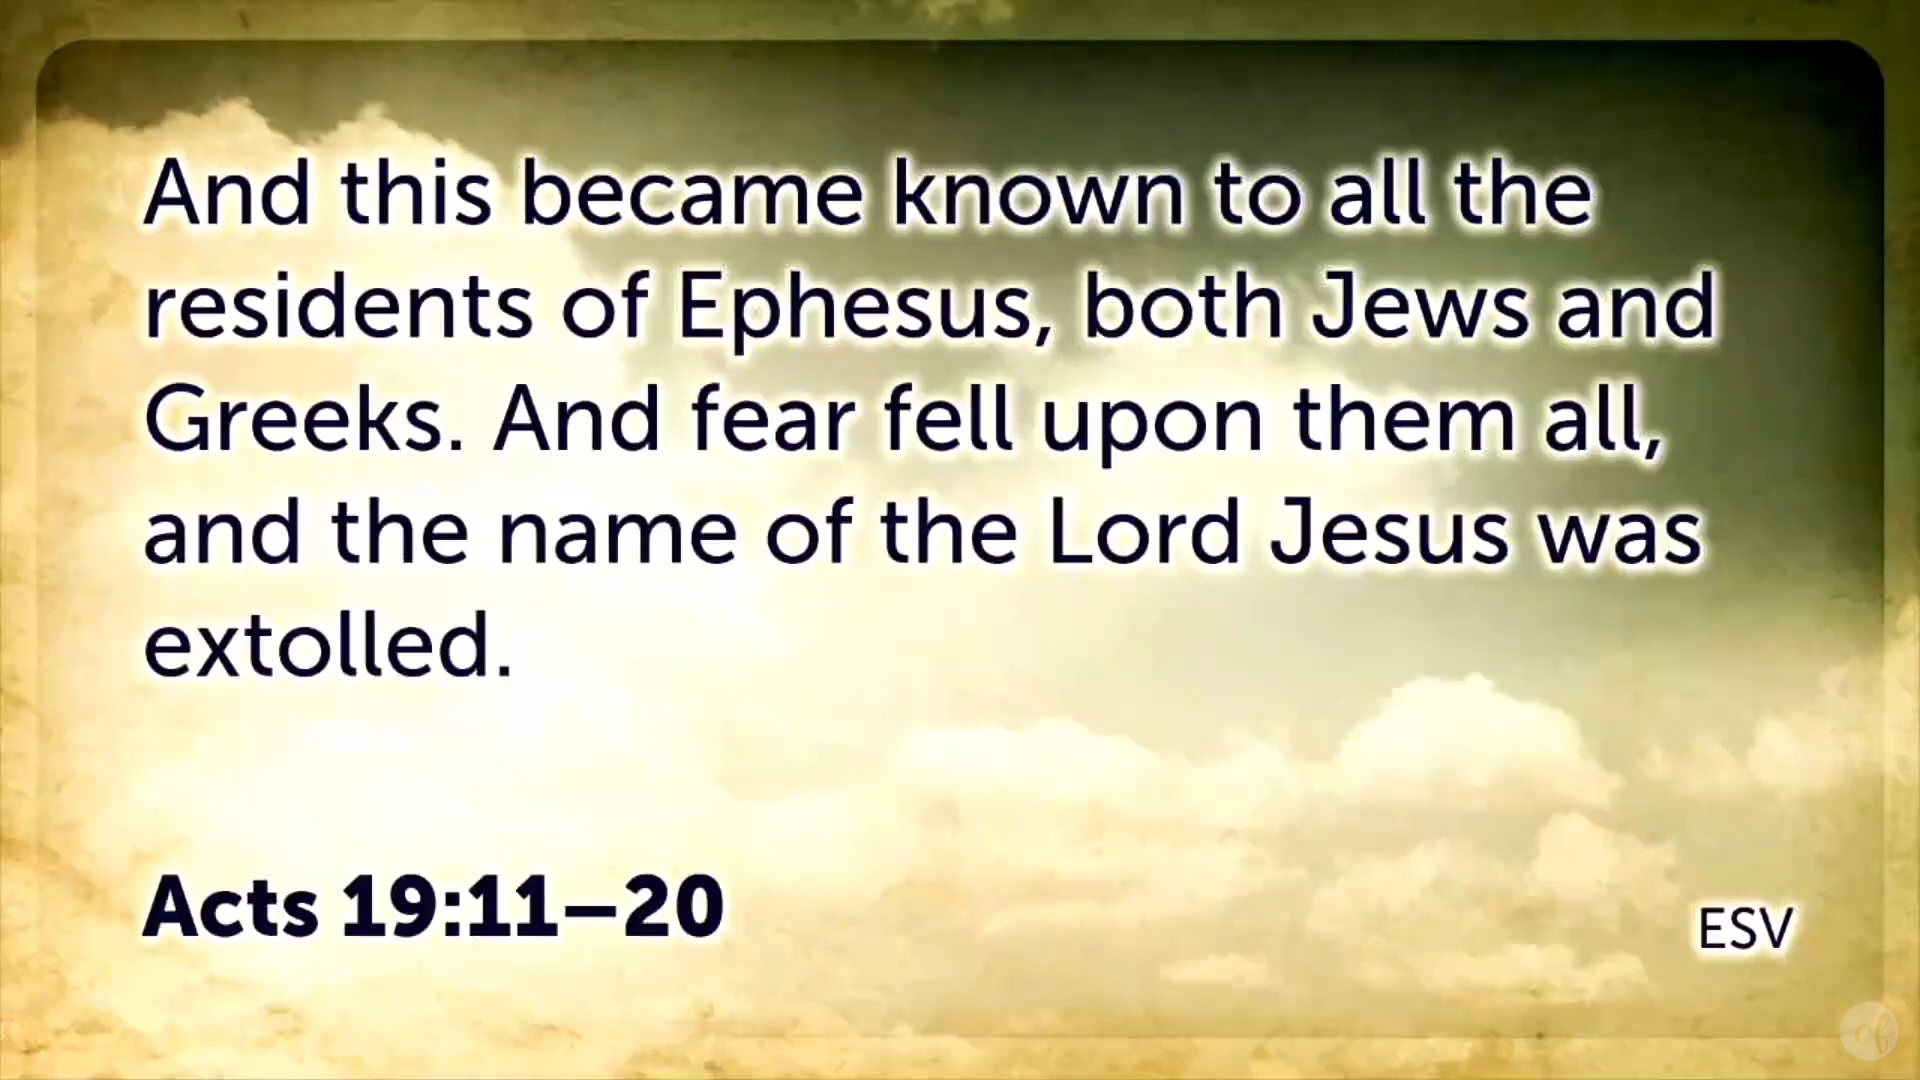 And this became known to all the
residents of Ephesus, both Jews and
Greeks. And fear fell upon them all,
and the name of the Lord Jesus was
extolled.
Acts 19:11–20
ESV